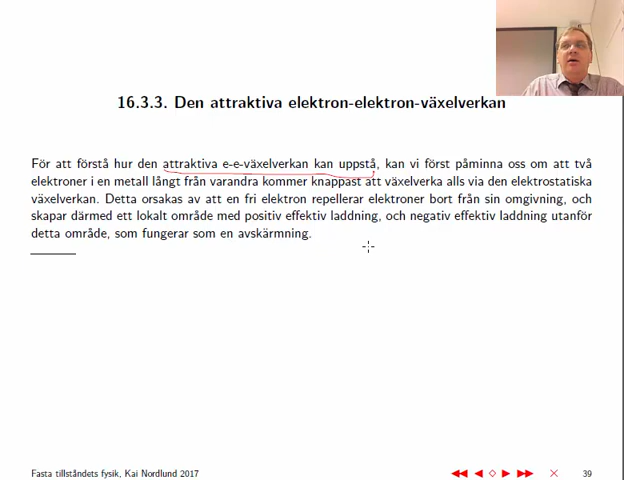 16.3.3. Den attraktiva elektron-elektron-växelverkan
För att förstå hur den attraktiva e-e-växelverkan kan uppstå, kan vi först påminna oss om att två
elektroner i en metall långt från varandra kommer knappast att växelverka alls via den elektrostatiska
växelverkan. Detta orsakas av att en fri elektron repellerar elektroner bort från sin omgivning, och
skapar därmed ett lokalt område med positiv effektiv laddning, och negativ effektiv laddning utanför
detta område, som fungerar som en avskärmning.
Fasta tillståndets fysik, Kai Nordlund 2017
39